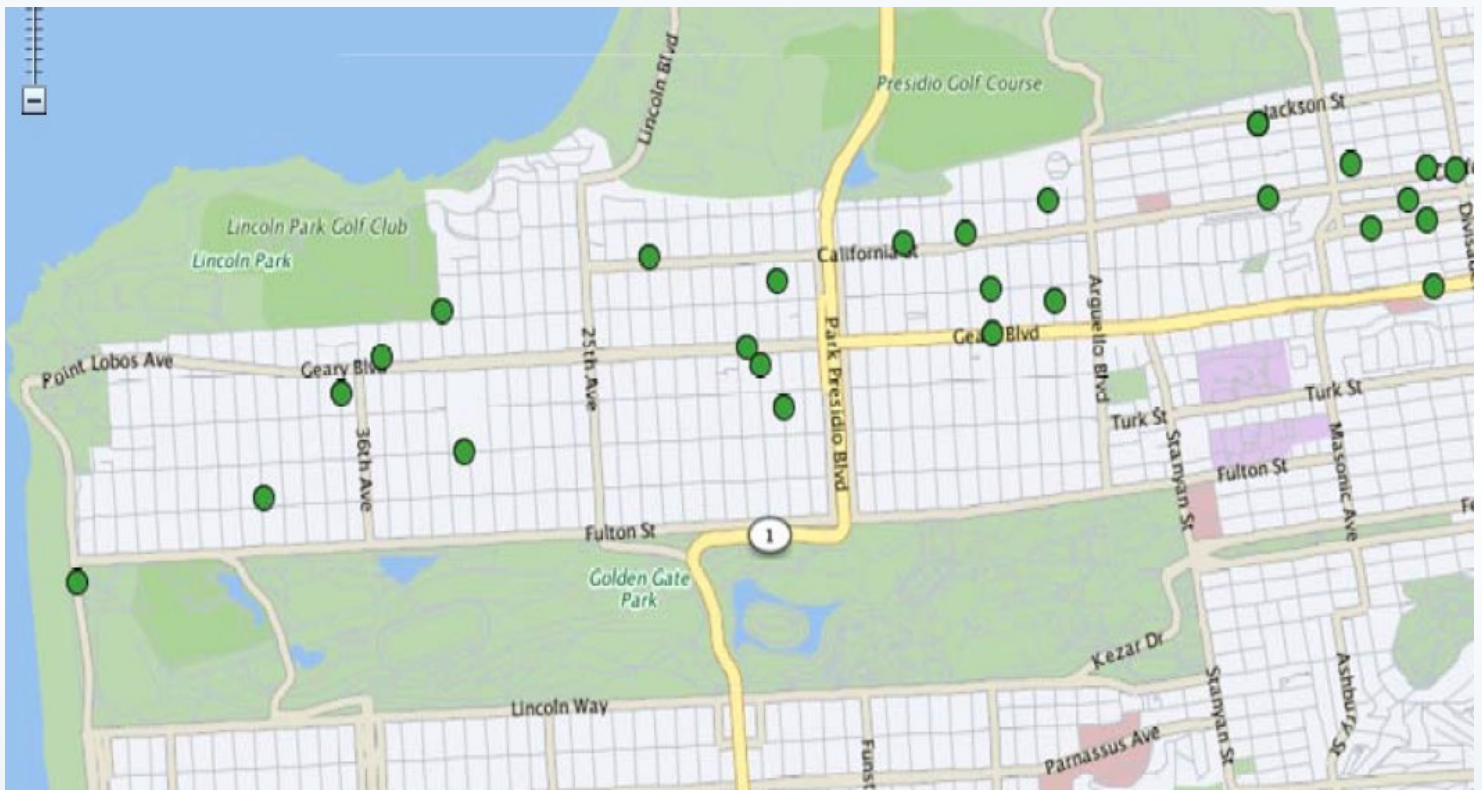 Lincoln Blvd
Presidio Golf Course
Jackson St
Lincoln Park Golf Club
Lincoln Park
California St
Point Lobos Ave
Geary Blvd
Geary Blvd
25th Ave
Park Presidio Blvd
Arguello Blvd
Turk St
Turk St
36th Ave
Stanyan St
Masonic Ave
Fulton St
Fulton St
1
Golden Gate
Park
Kezar Dr
Lincoln Way
Stanyan St
Ashbury St
Parnassus Ave
Funst
Divisad